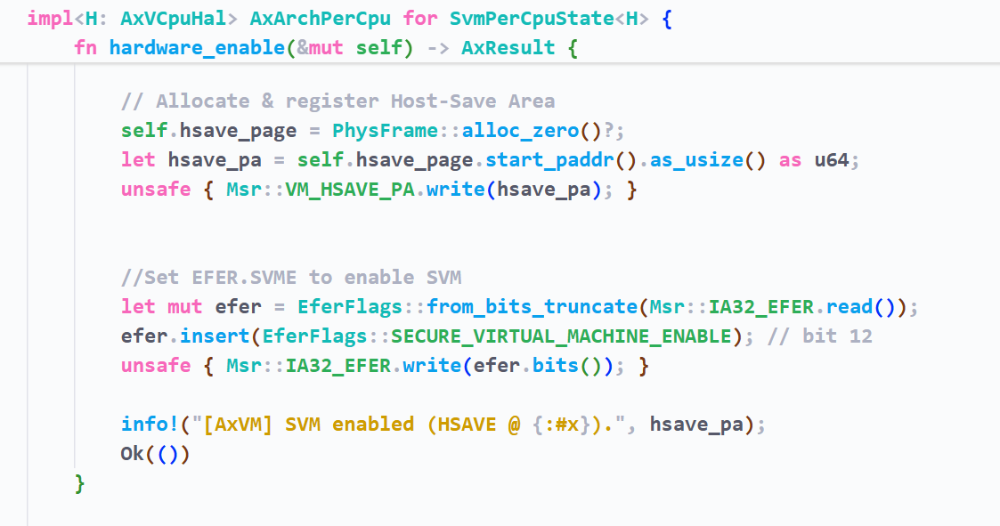 impl<H: AxVCpuHal> AxArchPerCpu for SvmPerCpuState<H> {
    fn hardware_enable(&mut self) -> AxResult {
        // Allocate & register Host-Save Area
        self.hsave_page = PhysFrame::alloc_zero()?;
        let hsave_pa = self.hsave_page.start_paddr().as_usize() as u64;
        unsafe { Msr::VM_HSAVE_PA.write(hsave_pa); }
        //Set EFER.SVME to enable SVM
        let mut efer = EferFlags::from_bits_truncate(Msr::IA32_EFER.read());
        efer.insert(EferFlags::SECURE_VIRTUAL_MACHINE_ENABLE); // bit 12
        unsafe { Msr::IA32_EFER.write(efer.bits()); }
        info!("[AxVM] SVM enabled (HSAVE @ {:#x}).", hsave_pa);
        Ok(())
    }